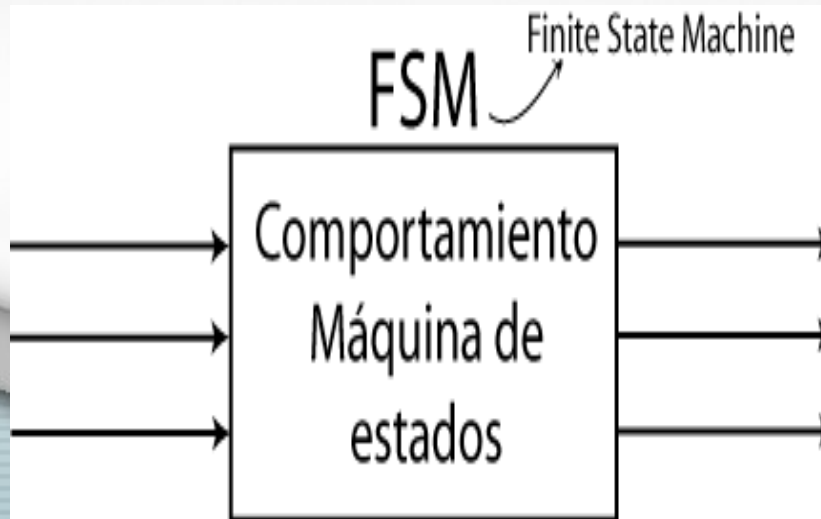 Finite State Machine
FSM
Comportamiento
Máquina de
estados